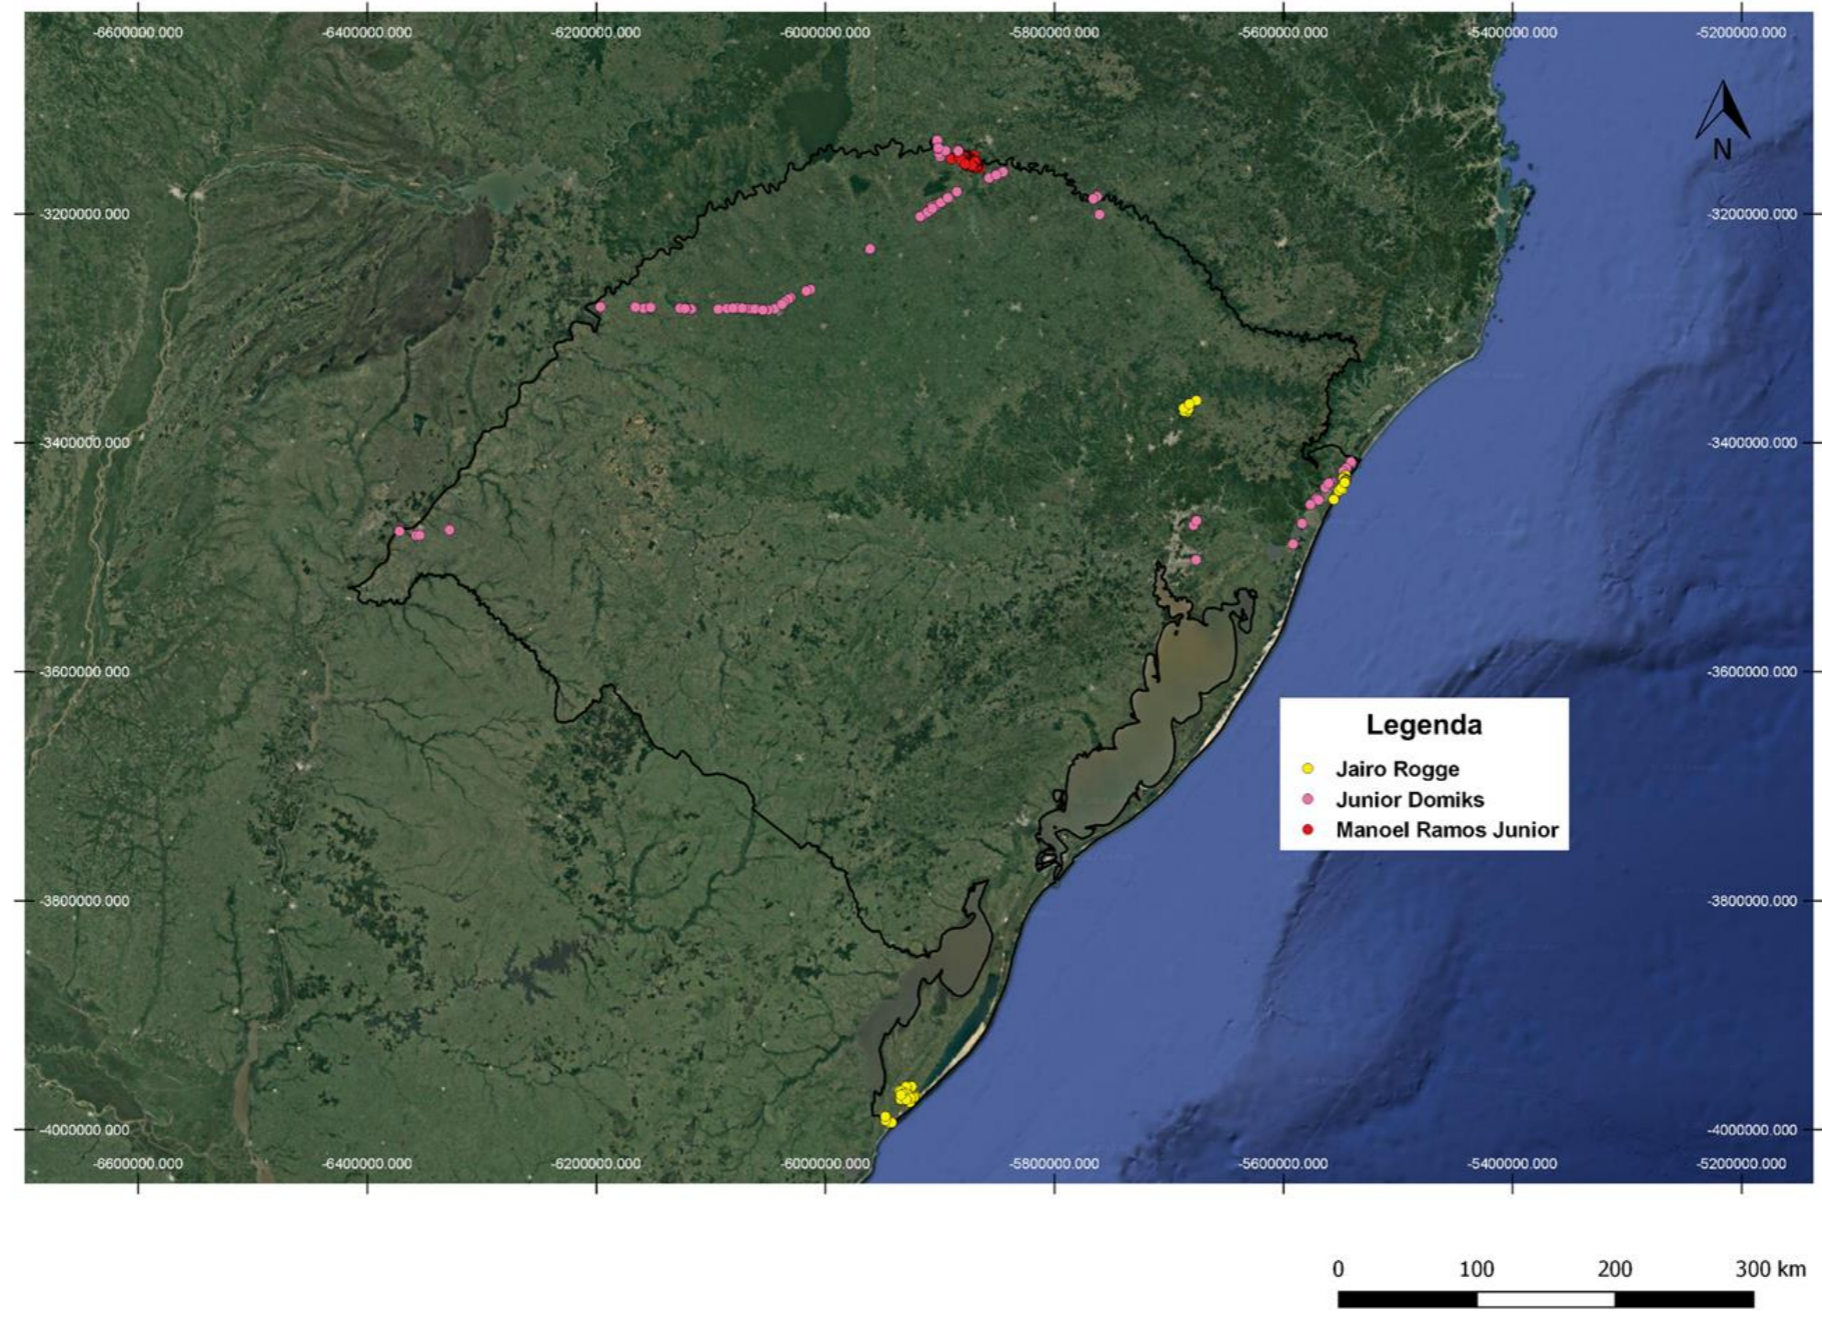 -6600000.000 -6400000.000 -6200000.000 -6000000.000 -5800000.000 -5600000.000 -5400000.000 -5200000.000
N
-3200000.000 -3200000.000
-3400000.000 -3400000.000
-3600000.000 -3600000.000
Legenda
Jairo Rogge
Junior Domiks
Manoel Ramos Junior
-3800000.000 -3800000.000
-4000000.000 -4000000.000
-6600000.000 -6400000.000 -6200000.000 -6000000.000 -5800000.000 -5600000.000 -5400000.000 -5200000.000
0 100 200 300 km